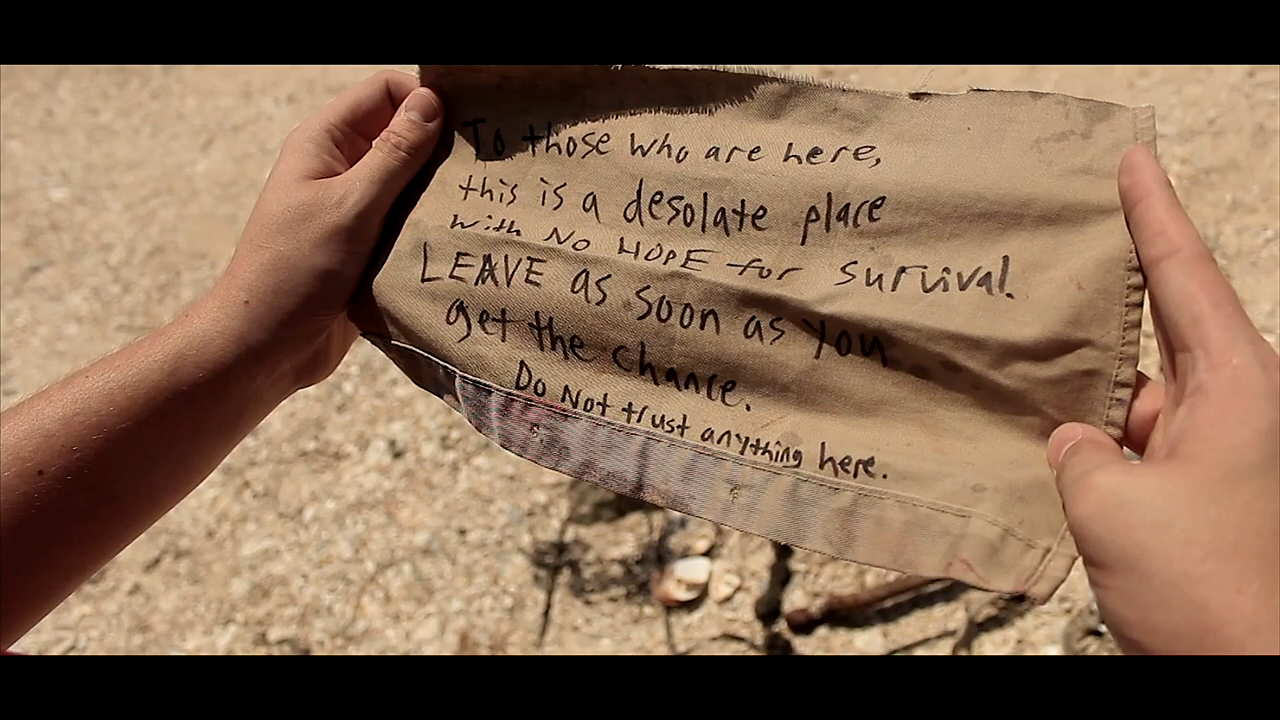 To those who are here,
this is a desolate place
with NO HOPE for survival.
LEAVE as soon as you
get the chance.
Do Not trust anything here.